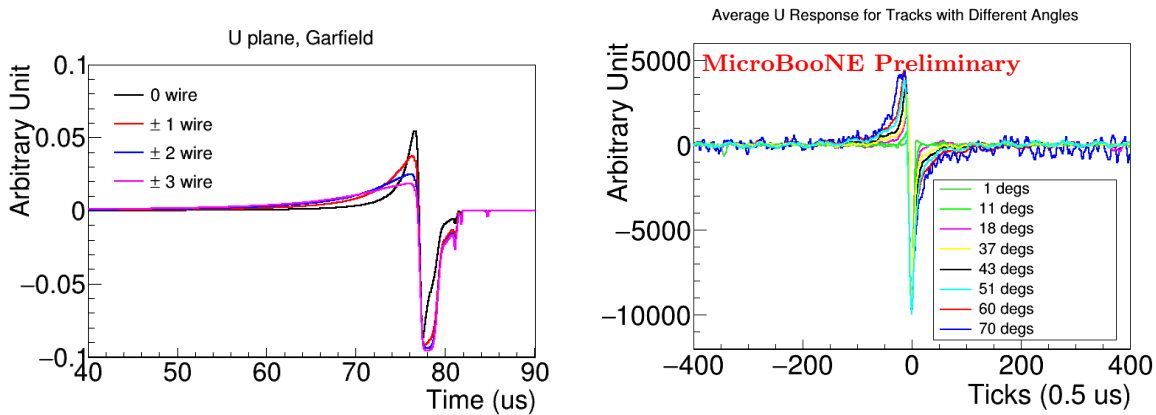 U plane, Garfield
Arbitrary Unit
0.1
0.05
0
−0.05
−0.1
0 wire
± 1 wire
± 2 wire
± 3 wire
40 50 60 70 80 90
Time (us)
Average U Response for Tracks with Different Angles
MicroBooNE Preliminary
Arbitrary Unit
5000
0
−5000
−10000
1 degs
11 degs
18 degs
37 degs
43 degs
51 degs
60 degs
70 degs
−400 −200 0 200 400
Ticks (0.5 us)